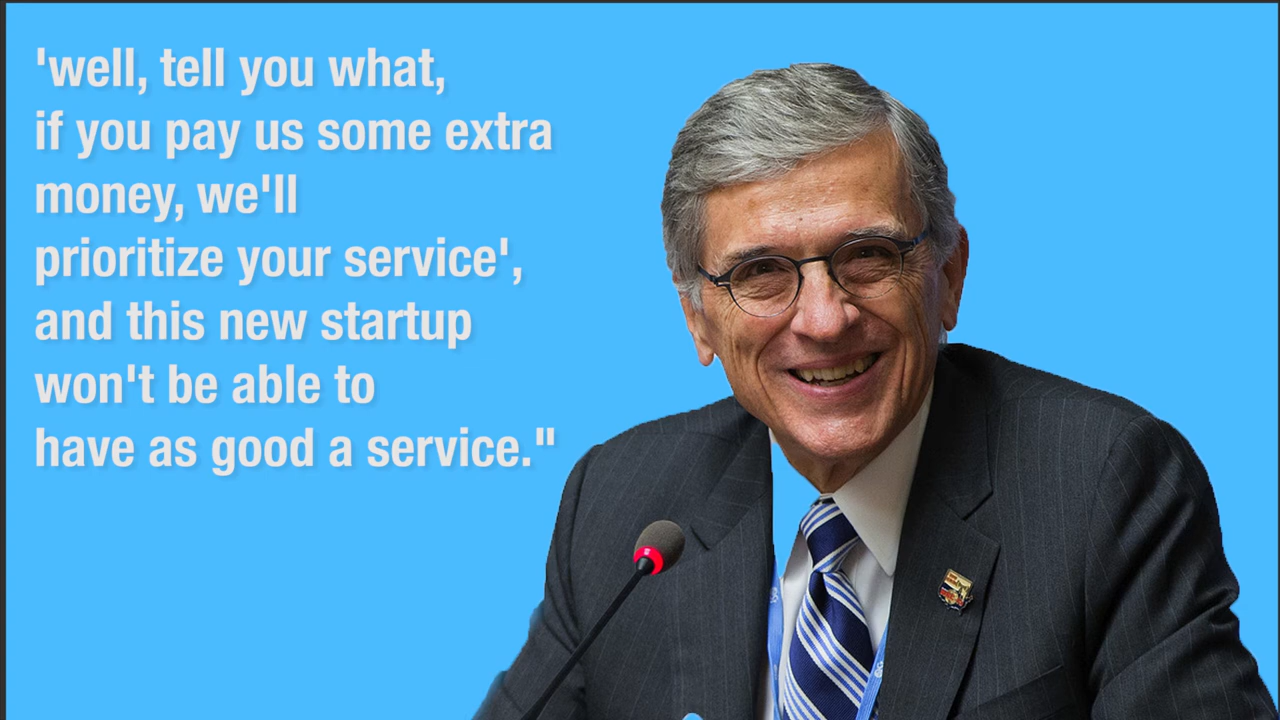 'well, tell you what,
if you pay us some extra
money, we'll
prioritize your service',
and this new startup
won't be able to
have as good a service."